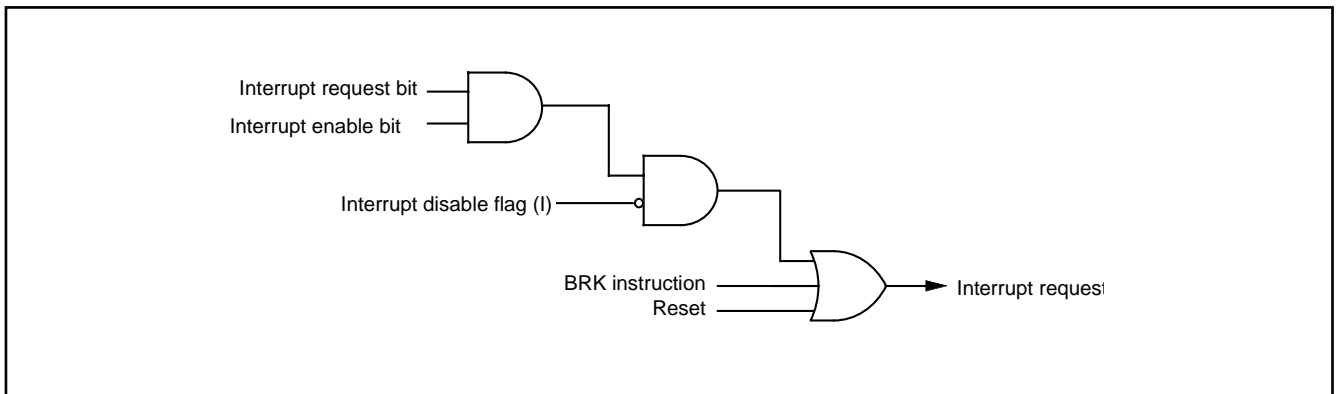 Interrupt request bit
Interrupt enable bit
Interrupt disable flag (I)
BRK instruction
Reset
Interrupt request